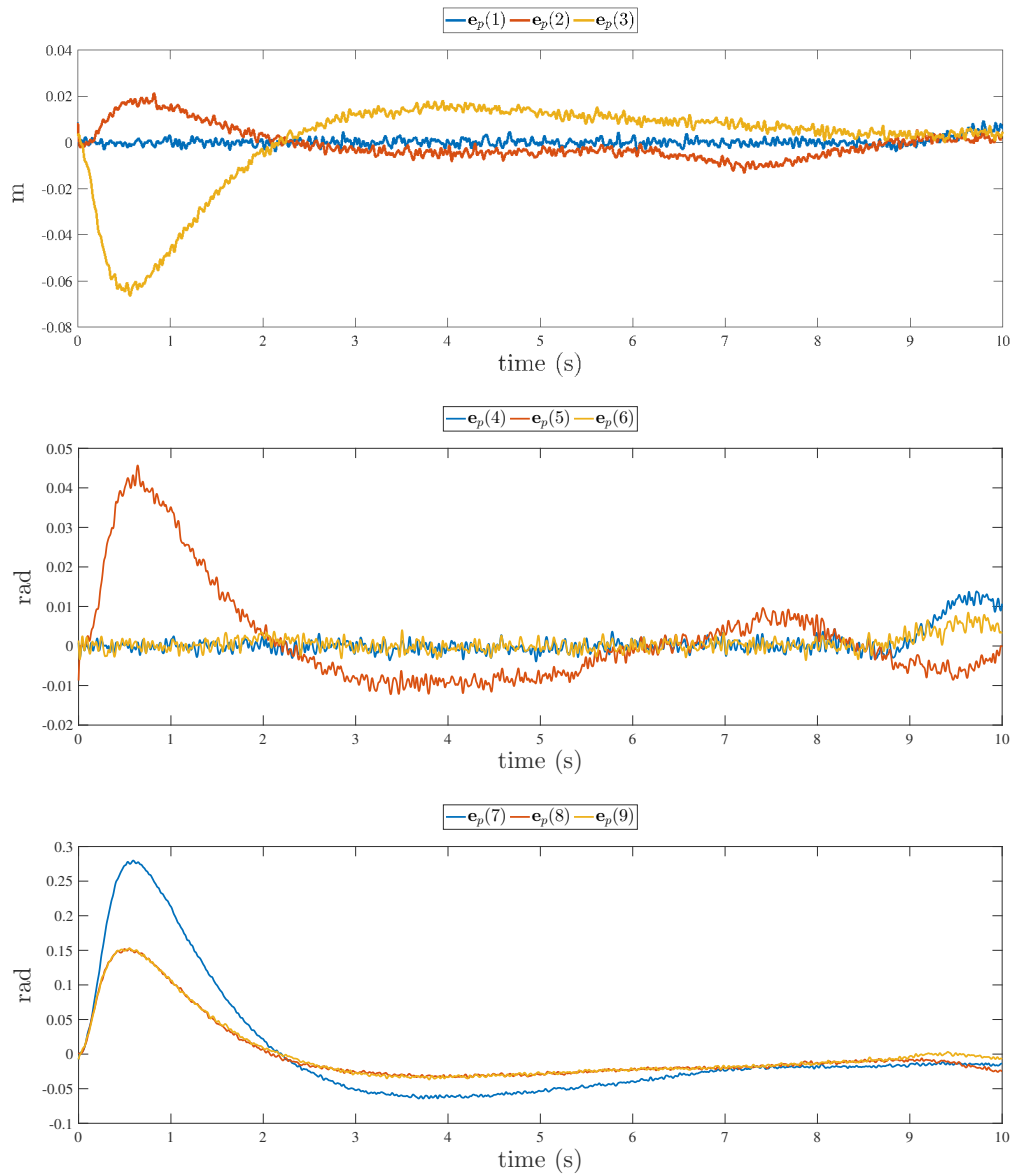 e_p(1) e_p(2) e_p(3)
0.04
0.02
0
-0.02
-0.04
-0.06
-0.08
m
0 1 2 3 4 5 6 7 8 9 10
time (s)
e_p(4) e_p(5) e_p(6)
0.05
0.04
0.03
0.02
0.01
0
-0.01
-0.02
rad
0 1 2 3 4 5 6 7 8 9 10
time (s)
e_p(7) e_p(8) e_p(9)
0.3
0.25
0.2
0.15
0.1
0.05
0
-0.05
-0.1
rad
0 1 2 3 4 5 6 7 8 9 10
time (s)